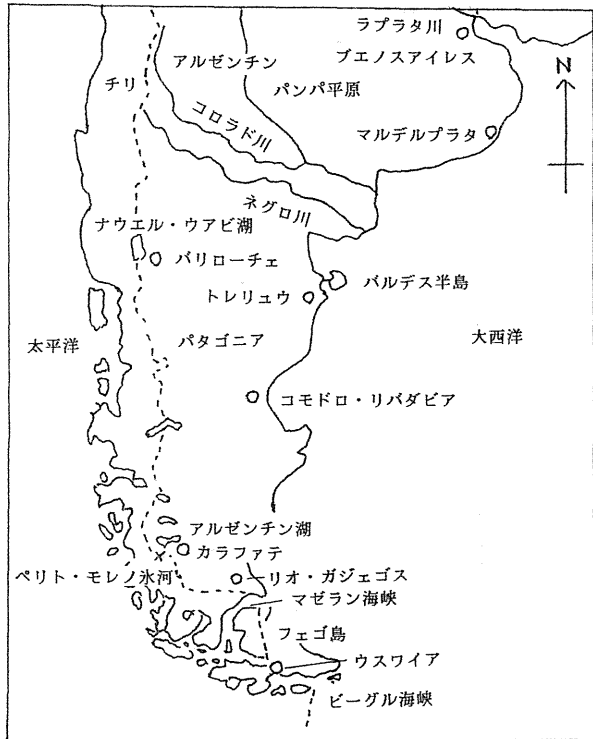 ラプラタ川
アルゼンチン
ブエノスアイレス
チリ
パンパ平原
N
コロラド川
マルデルプラタ
ネグロ川
ナウエル・ウアビ湖
バリローチェ
バルデス半島
トレリュウ
太平洋
パタゴニア
大西洋
コモドロ・リバダビア
アルゼンチン湖
カラファテ
ペリト・モレノ氷河
リオ・ガジェゴス
マゼラン海峡
フェゴ島
ウスワイア
ビーグル海峡